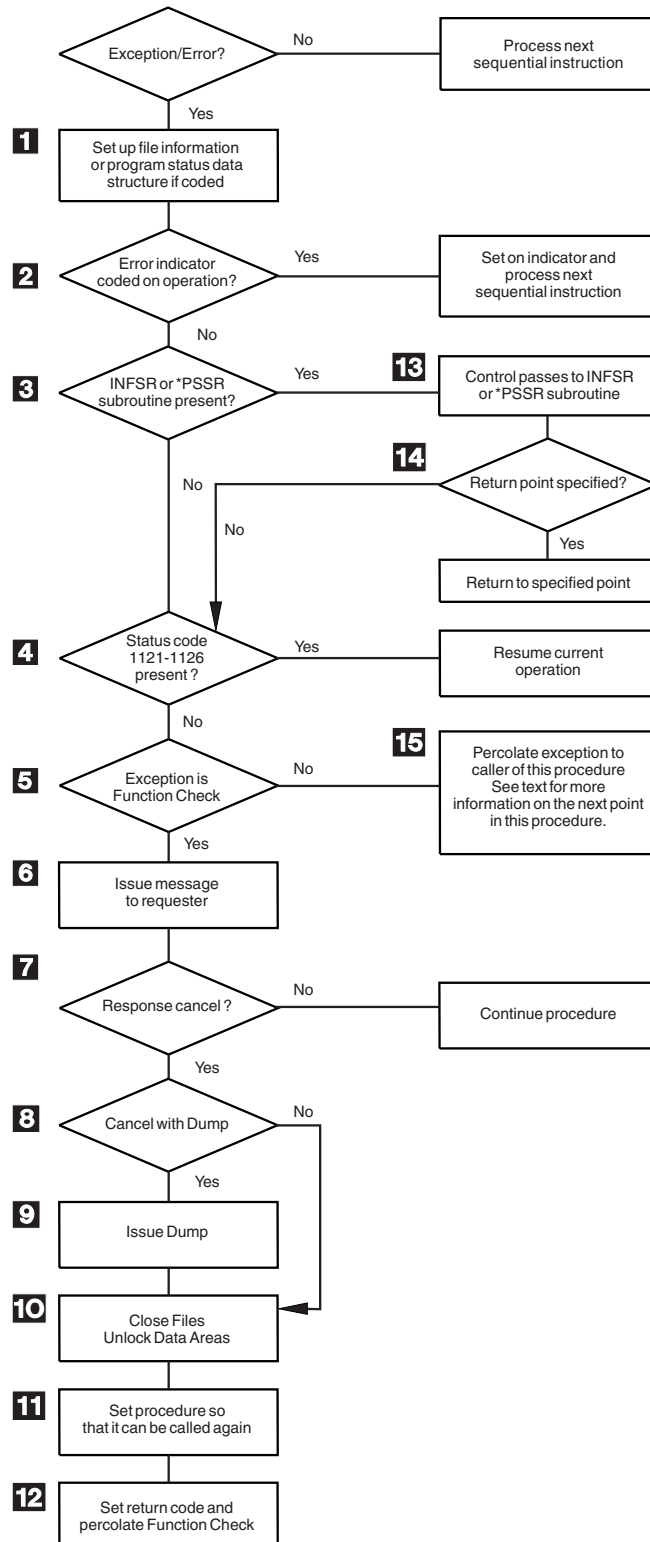 Exception/Error?
No
Process next
sequential instruction
Yes
1
Set up file information
or program status data
structure if coded
2
Error indicator
coded on operation?
Yes
Set on indicator and
process next
sequential instruction
No
3
INFSR or *PSSR
subroutine present?
Yes
13
Control passes to INFSR
or *PSSR subroutine
14
Return point specified?
No
No
Yes
Return to specified point
4
Status code
1121-1126
present ?
Yes
Resume current
operation
No
5
Exception is
Function Check
No
15
Percolate exception to
caller of this procedure
See text for more
information on the next point
in this procedure.
Yes
6
Issue message
to requester
7
Response cancel ?
No
Continue procedure
Yes
8
Cancel with Dump
No
Yes
9
Issue Dump
10
Close Files
Unlock Data Areas
11
Set procedure so
that it can be called again
12
Set return code and
percolate Function Check